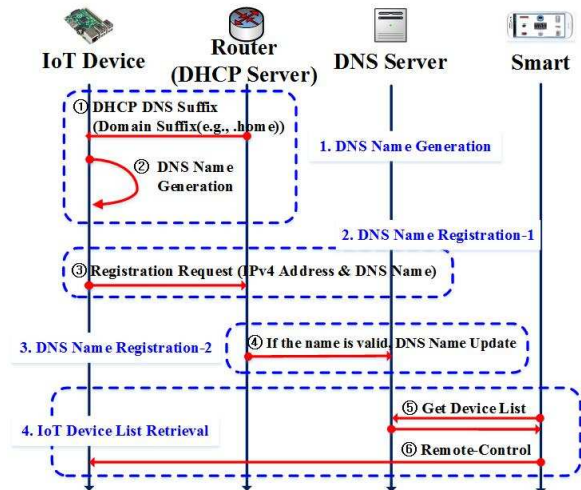 IoT Device
Router
(DHCP Server)
DNS Server
Smart
① DHCP DNS Suffix
(Domain Suffix(e.g., .home))
1. DNS Name Generation
② DNS Name
Generation
2. DNS Name Registration-1
③ Registration Request (IPv4 Address & DNS Name)
3. DNS Name Registration-2
④ If the name is valid, DNS Name Update
⑤ Get Device List
4. IoT Device List Retrieval
⑥ Remote-Control